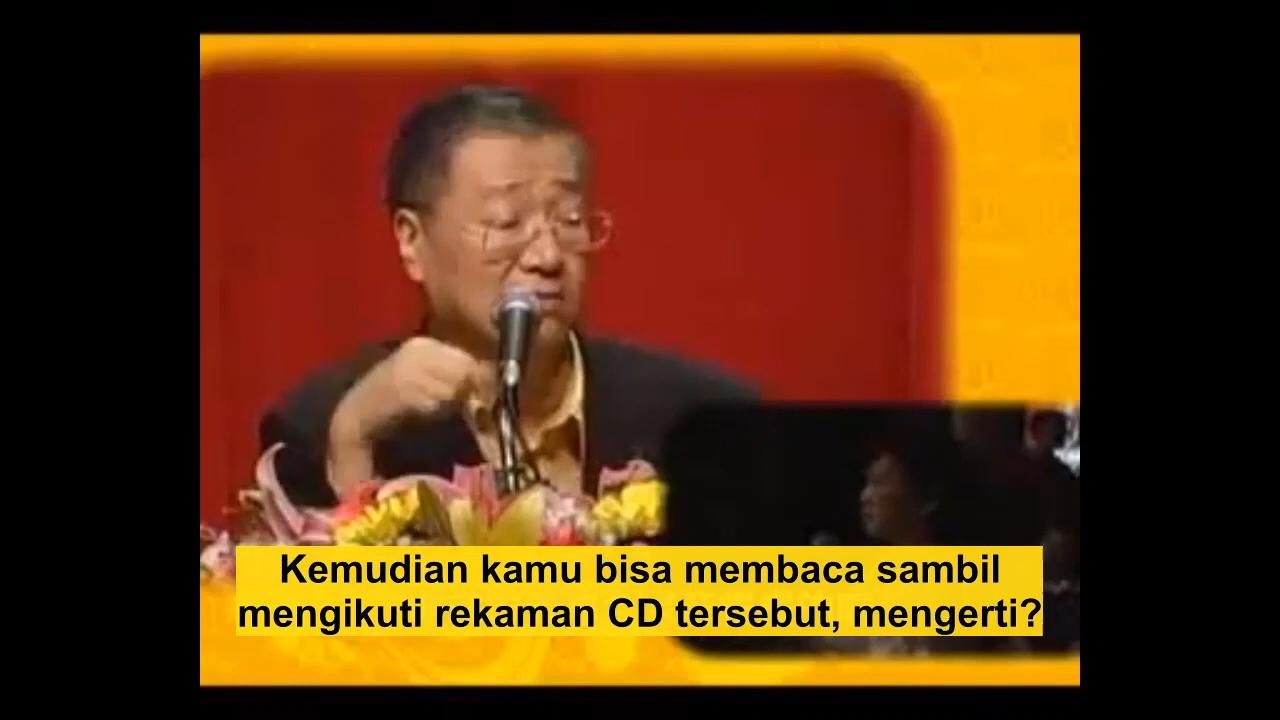 Kemudian kamu bisa membaca sambil
mengikuti rekaman CD tersebut, mengerti?